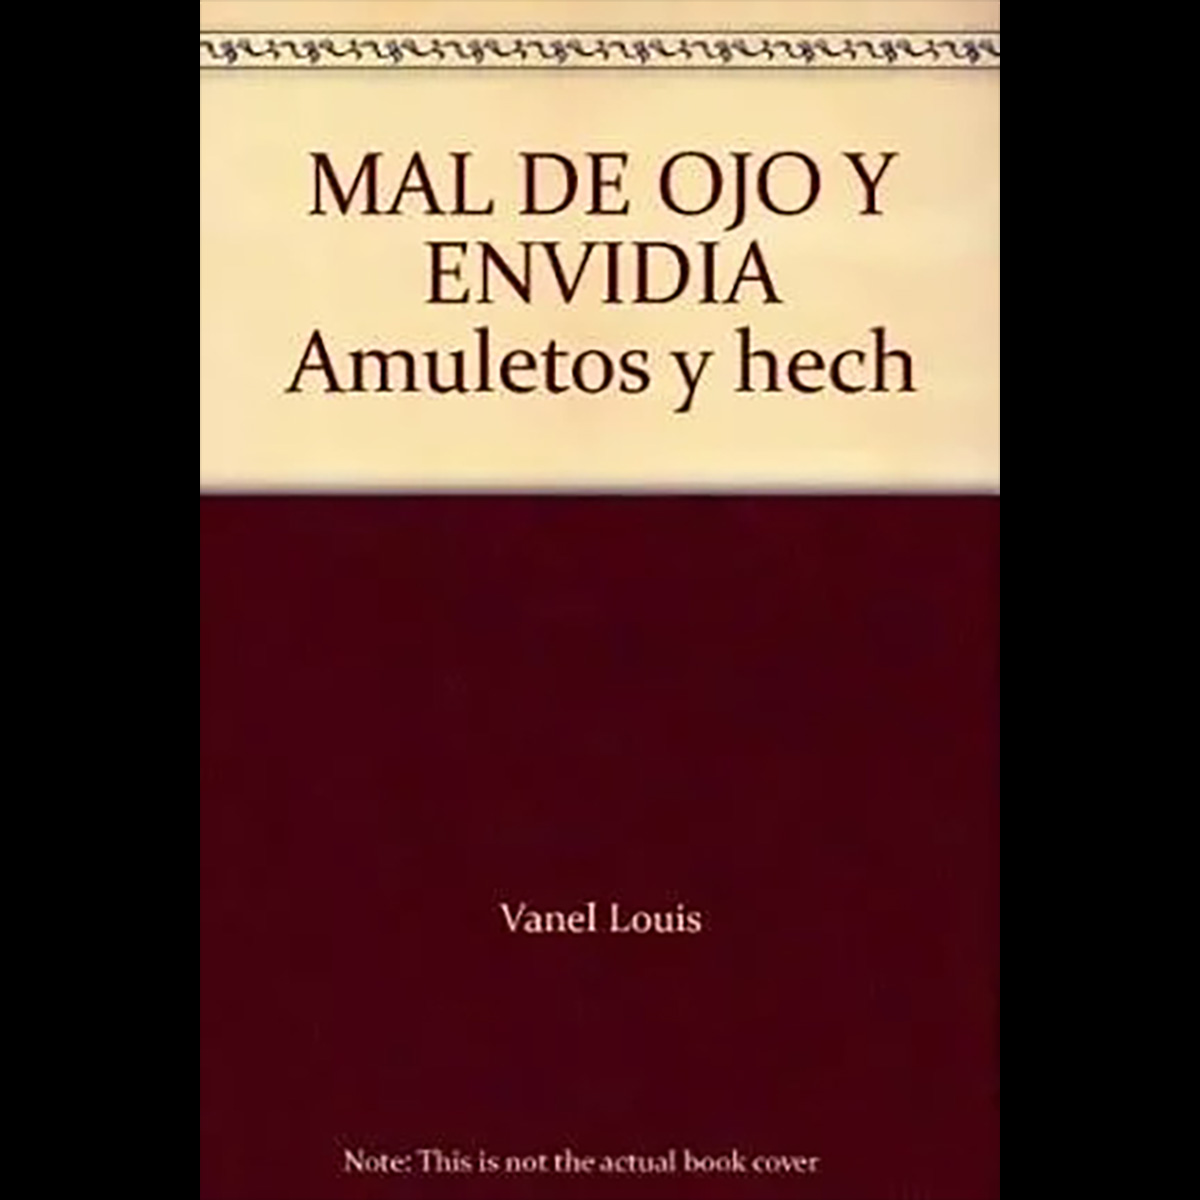 MAL DE OJO Y
ENVIDIA
Amuletos y hech
Vanel Louis
Note: This is not the actual book cover